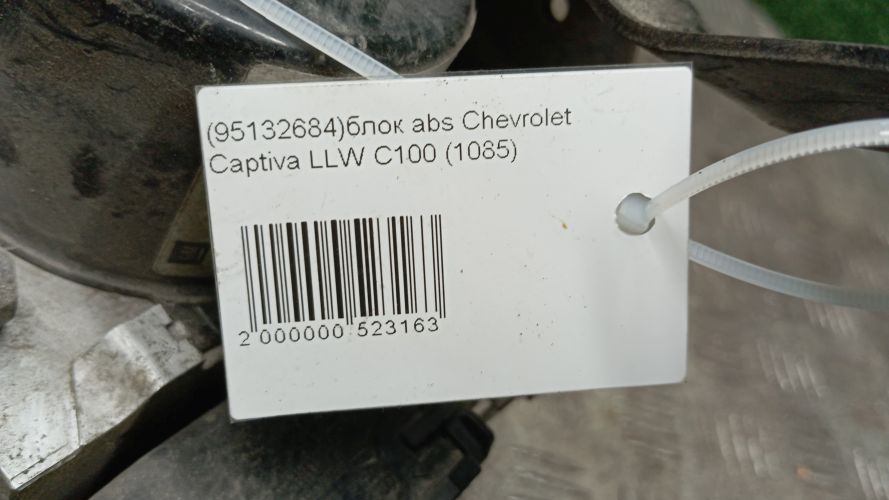 (95132684)блок abs Chevrolet
Captiva LLW C100 (1085)
2 000000 523163